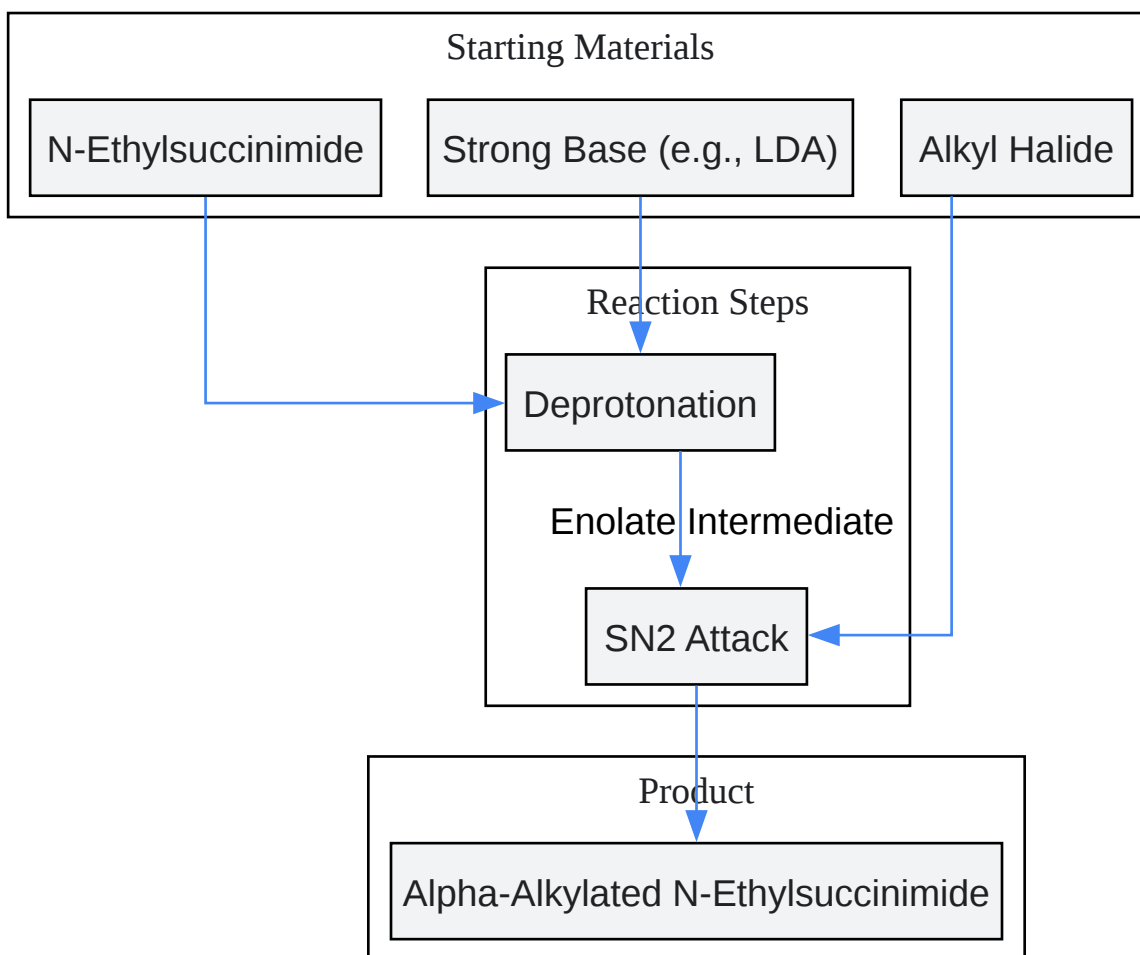 Starting Materials
N-Ethylsuccinimide
Strong Base (e.g., LDA)
Alkyl Halide
Reaction Steps
Deprotonation
Enolate Intermediate
SN2 Attack
Product
Alpha-Alkylated N-Ethylsuccinimide